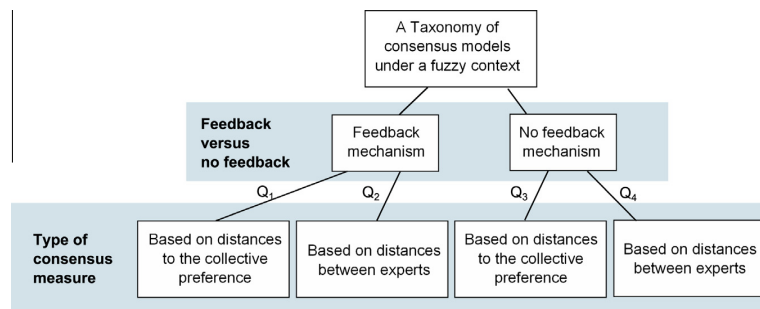 A Taxonomy of
consensus models
under a fuzzy context
Feedback
versus
no feedback
Feedback
mechanism
No feedback
mechanism
Q1
Q2
Q3
Q4
Type of
consensus
measure
Based on distances
to the collective
preference
Based on distances
between experts
Based on distances
to the collective
preference
Based on distances
between experts